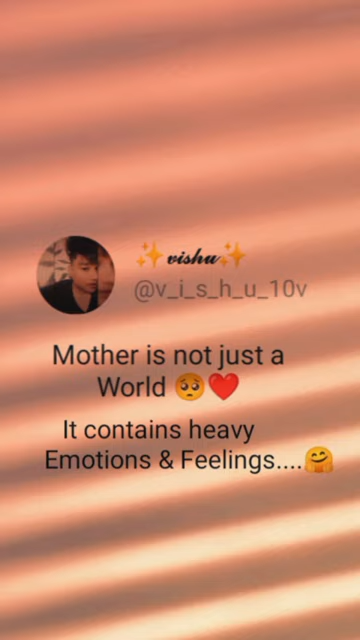 ✨𝓿𝓲𝓼𝓱𝓾✨
@v_i_s_h_u_10v
Mother is not just a
World 🥺❤️
It contains heavy
Emotions & Feelings....🤗